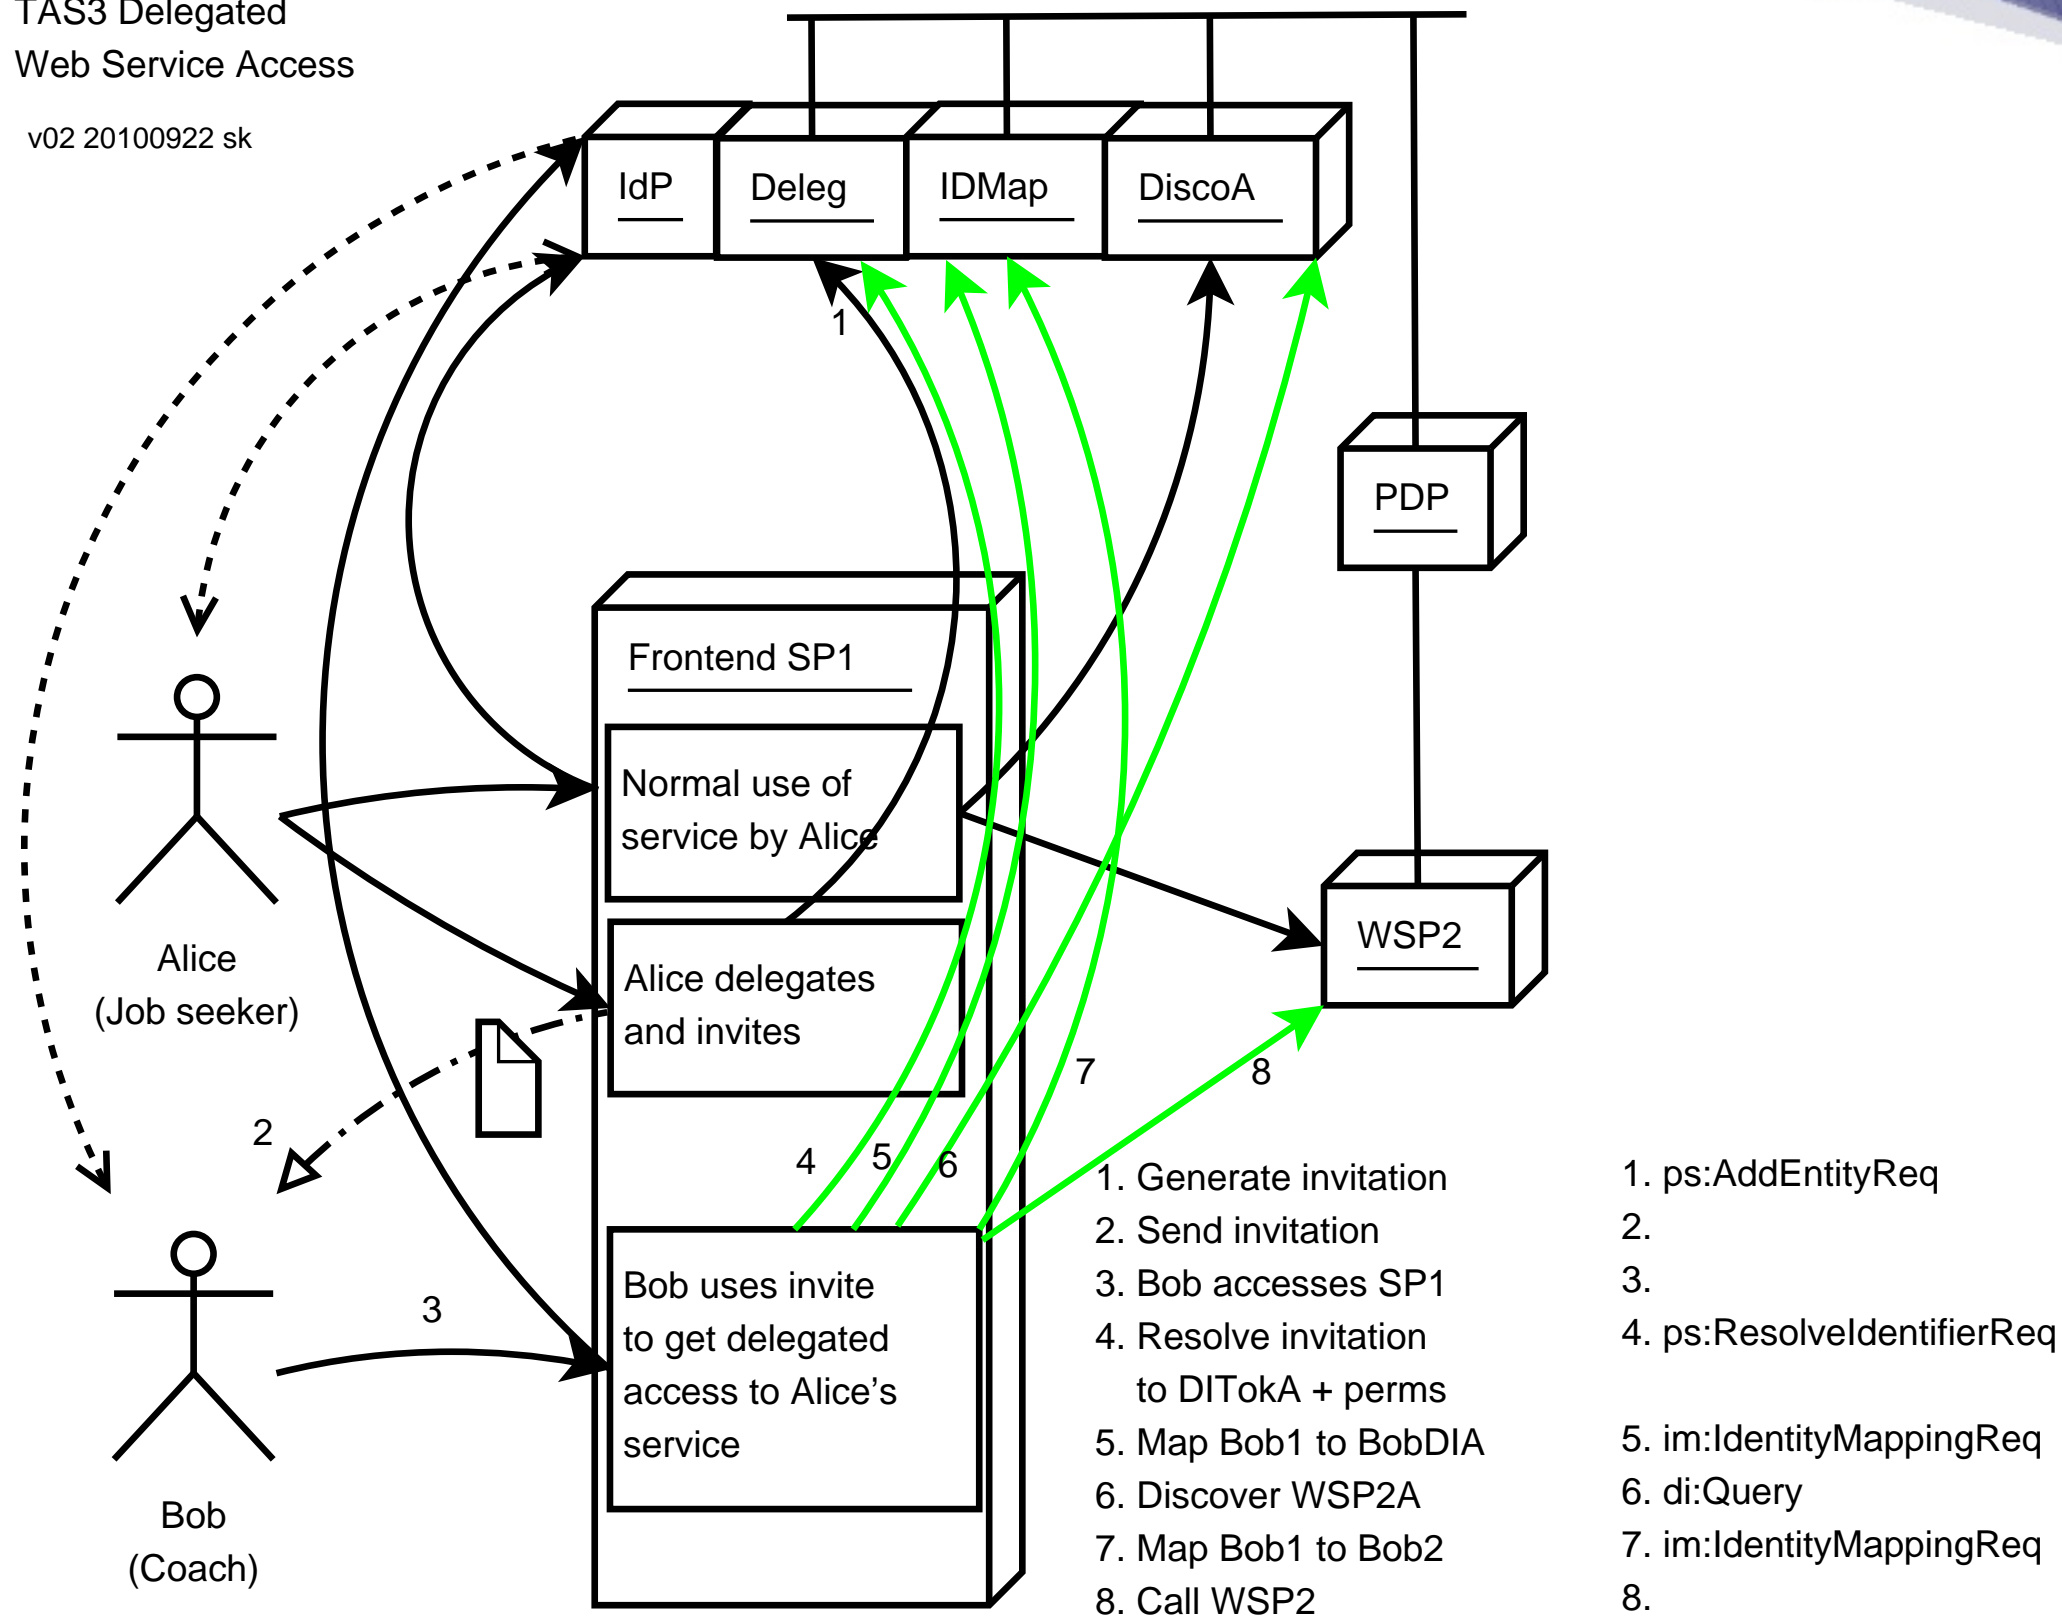 TAS3 Delegated
Web Service Access
v02 20100922 sk
IdP
Deleg
IDMap
DiscoA
1
PDP
Frontend SP1
Normal use of
service by Alice
WSP2
Alice
(Job seeker)
Alice delegates
and invites
7
8
2
4
5
6
Bob uses invite
to get delegated
access to Alice's
service
3
Bob
(Coach)
1. Generate invitation
2. Send invitation
3. Bob accesses SP1
4. Resolve invitation
to DITokA + perms
5. Map Bob1 to BobDIA
6. Discover WSP2A
7. Map Bob1 to Bob2
8. Call WSP2
1. ps:AddEntityReq
2.
3.
4. ps:ResolveIdentifierReq
5. im:IdentityMappingReq
6. di:Query
7. im:IdentityMappingReq
8.